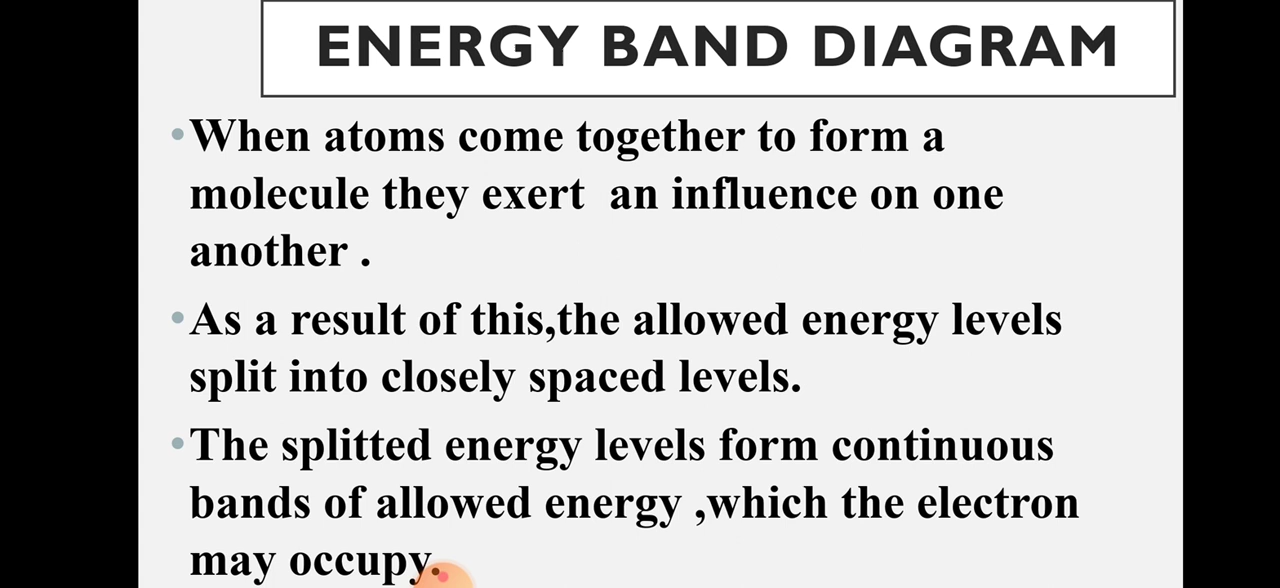 ENERGY BAND DIAGRAM
•When atoms come together to form a
molecule they exert  an influence on one
another .
•As a result of this,the allowed energy levels
split into closely spaced levels.
•The splitted energy levels form continuous
bands of allowed energy ,which the electron
may occupy